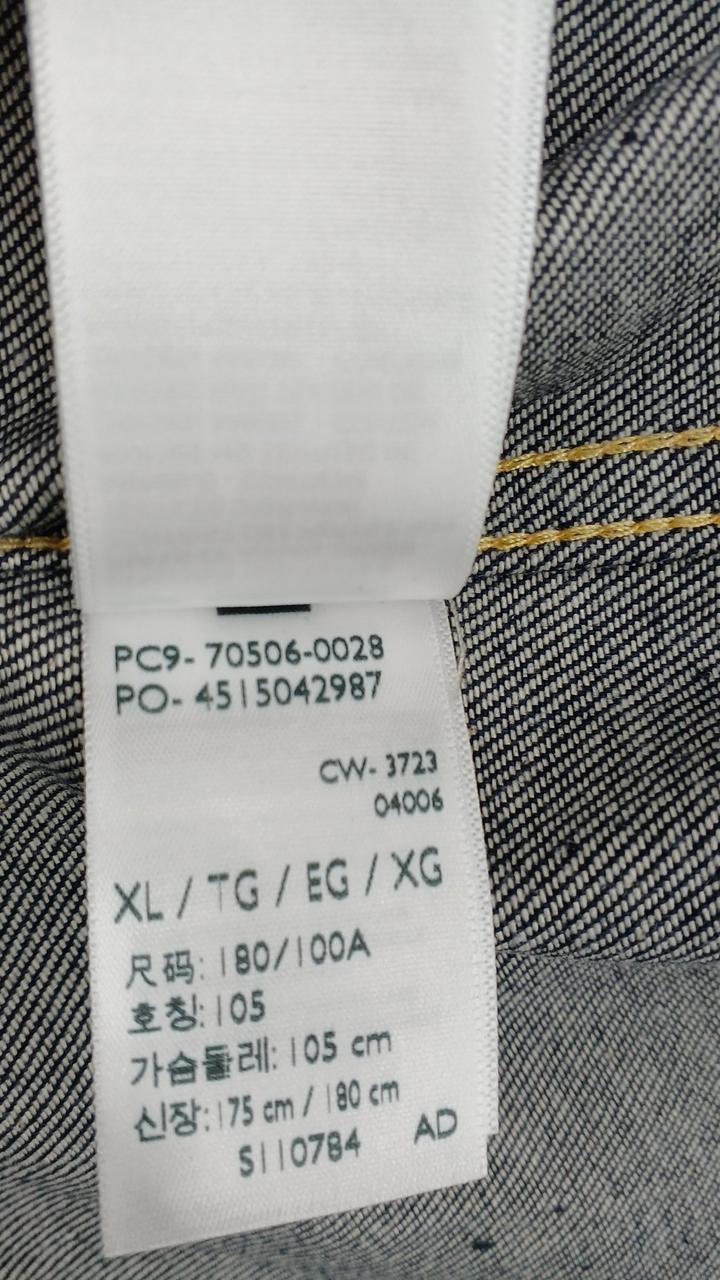 PC9- 70506-0028
PO- 4515042987
CW- 3723
04006
XL / TG / EG / XG
尺码: 180/100A
호칭: 105
가슴둘레: 105 cm
신장: 175 cm / 180 cm
S110784 AD